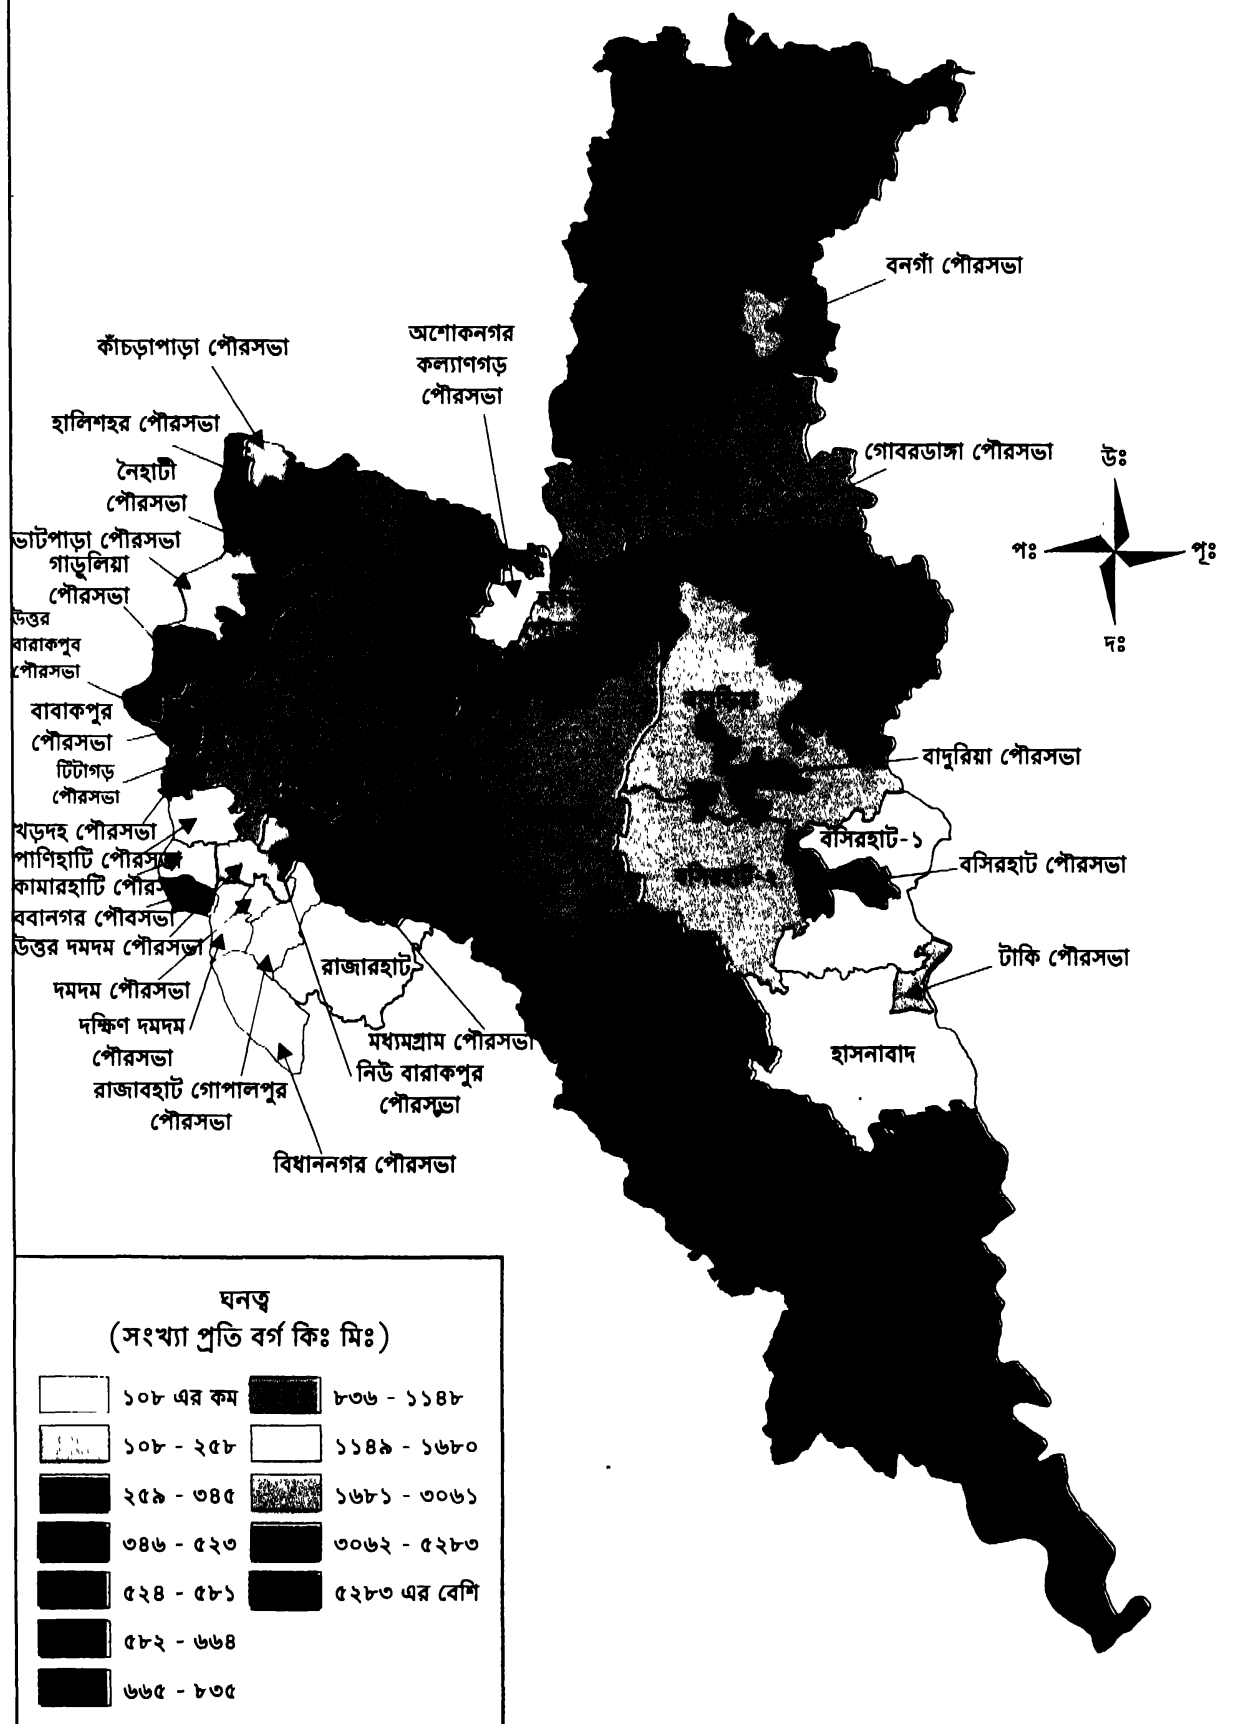 বনগাঁ পৌরসভা
অশোকনগর
কল্যাণগড়
পৌরসভা
কাঁচড়াপাড়া পৌরসভা
হালিশহর পৌরসভা
গোবরডাঙ্গা পৌরসভা
নৈহাটী
পৌরসভা
উঃ
পঃ
পূঃ
দঃ
ভাটপাড়া পৌরসভা
গাড়ুলিয়া
পৌরসভা
উত্তর
বারাকপুব
পৌরসভা
বাবাকপুর
পৌরসভা
টিটাগড়
পৌরসভা
বাদুরিয়া পৌরসভা
খড়দহ পৌরসভা
পাণিহাটি পৌরসভা
কামারহাটি পৌরস
ববানগর পৌবসভা
উত্তর দমদম পৌরসভা
দমদম পৌরসভা
দক্ষিণ দমদম
পৌরসভা
রাজাবহাট গোপালপুর
পৌরসভা
বিধাননগর পৌরসভা
রাজারহাট
মধ্যমগ্রাম পৌরসভা
নিউ বারাকপুর
পৌরসভা
বসিরহাট-১
বসিরহাট পৌরসভা
বসিরহাট-২
টাকি পৌরসভা
হাসনাবাদ
ঘনত্ব
(সংখ্যা প্রতি বর্গ কিঃ মিঃ)
১০৮ এর কম
১০৮ - ২৫৮
২৫৯ - ৩৪৫
৩৪৬ - ৫২৩
৫২৪ - ৫৮১
৫৮২ - ৬৬৪
৬৬৫ - ৮৩৫
৮৩৬ - ১১৪৮
১১৪৯ - ১৬৮০
১৬৮১ - ৩০৬১
৩০৬২ - ৫২৮৩
৫২৮৩ এর বেশি